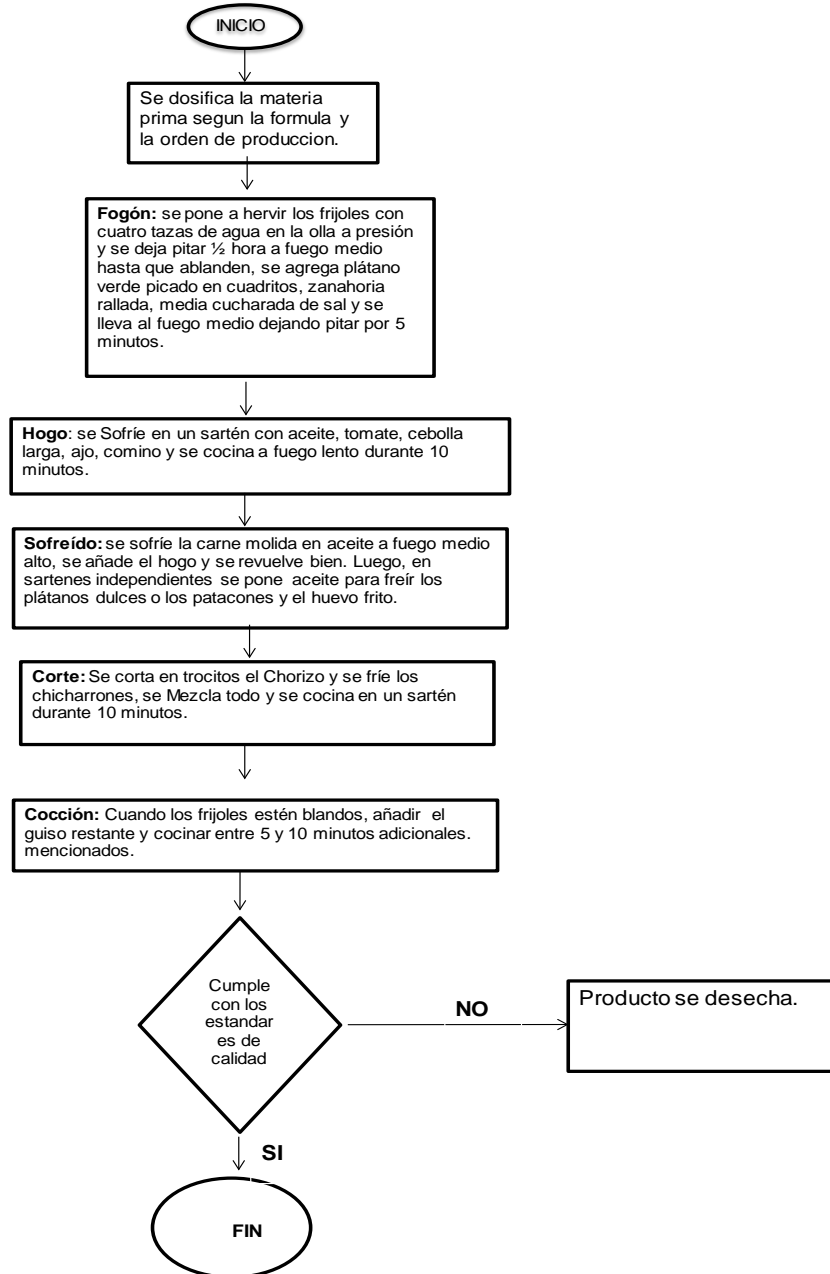 INICIO
Se dosifica la materia
prima segun la formula y
la orden de produccion.
Fogón: se pone a hervir los frijoles con
cuatro tazas de agua en la olla a presión
y se deja pitar ½ hora a fuego medio
hasta que ablanden, se agrega plátano
verde picado en cuadritos, zanahoria
rallada, media cucharada de sal y se
lleva al fuego medio dejando pitar por 5
minutos.
Hogo: se Sofríe en un sartén con aceite, tomate, cebolla
larga, ajo, comino y se cocina a fuego lento durante 10
minutos.
Sofreído: se sofríe la carne molida en aceite a fuego medio
alto, se añade el hogo y se revuelve bien. Luego, en
sartenes independientes se pone aceite para freír los
plátanos dulces o los patacones y el huevo frito.
Corte: Se corta en trocitos el Chorizo y se fríe los
chicharrones, se Mezcla todo y se cocina en un sartén
durante 10 minutos.
Cocción: Cuando los frijoles estén blandos, añadir el
guiso restante y cocinar entre 5 y 10 minutos adicionales.
mencionados.
Cumple
con los
estandar
es de
calidad
NO
Producto se desecha.
SI
FIN